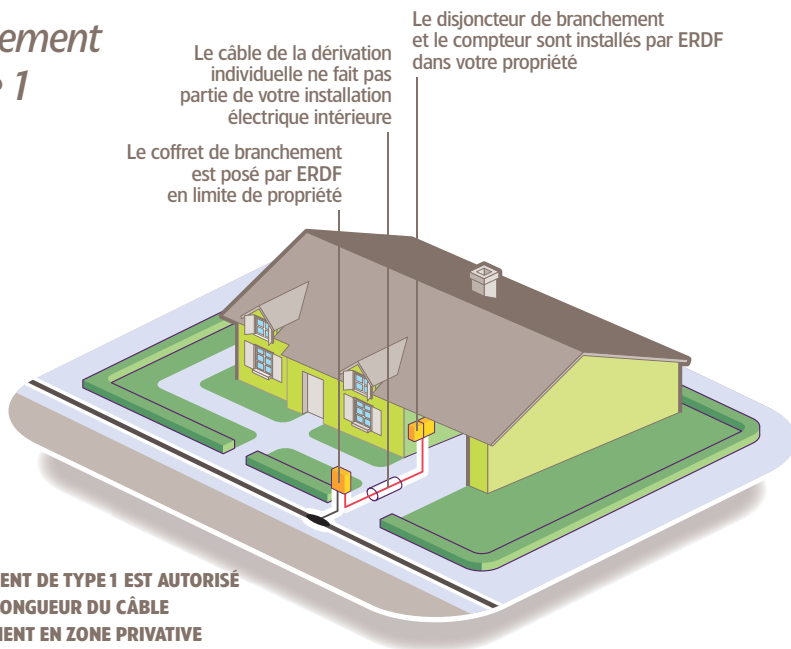 ement
1
Le disjoncteur de branchement
et le compteur sont installés par ERDF
dans votre propriété
Le câble de la dérivation
individuelle ne fait pas
partie de votre installation
électrique intérieure
Le coffret de branchement
est posé par ERDF
en limite de propriété
ENT DE TYPE 1 EST AUTORISÉ
ONGUEUR DU CÂBLE
MENT EN ZONE PRIVATIVE